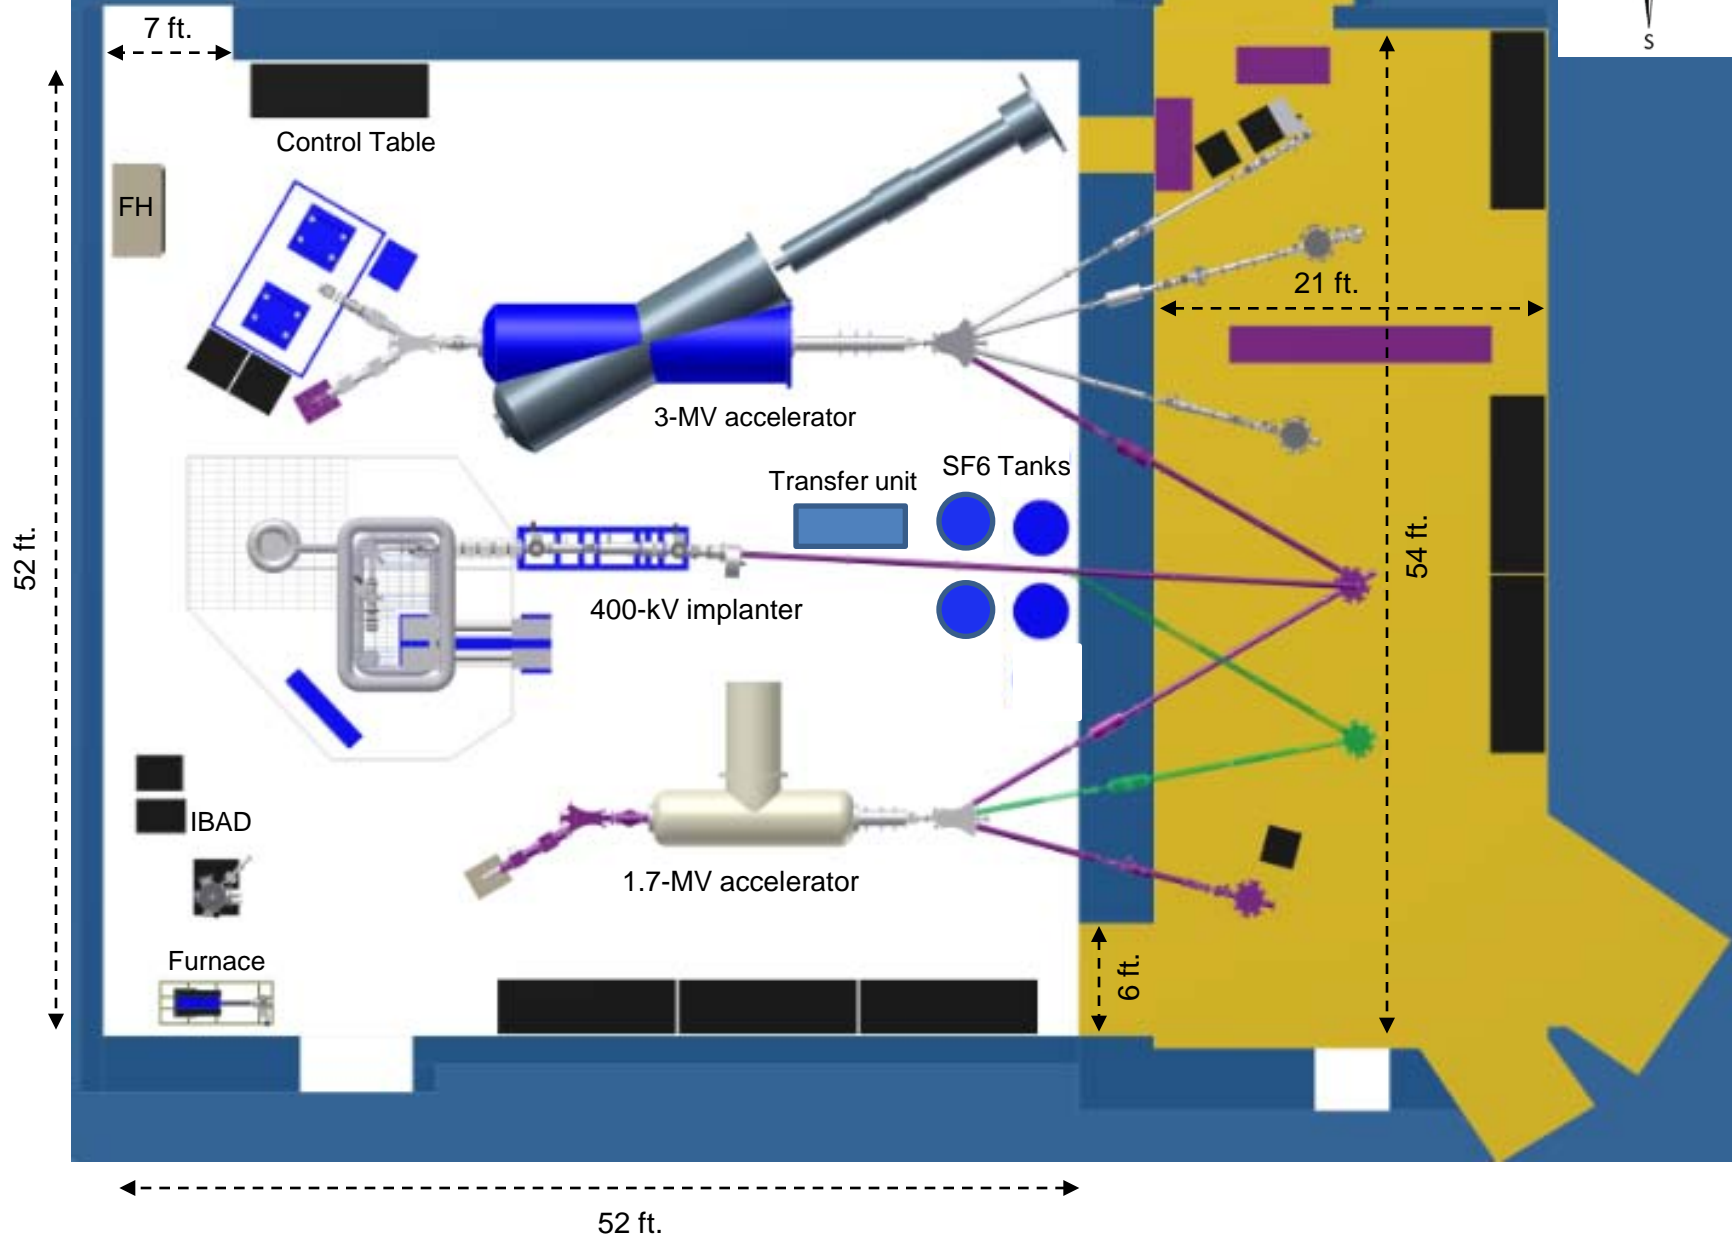 7 ft.
S
Control Table
FH
21 ft.
3-MV accelerator
SF6 Tanks
Transfer unit
52 ft.
54 ft.
400-kV implanter
IBAD
1.7-MV accelerator
Furnace
6 ft.
52 ft.